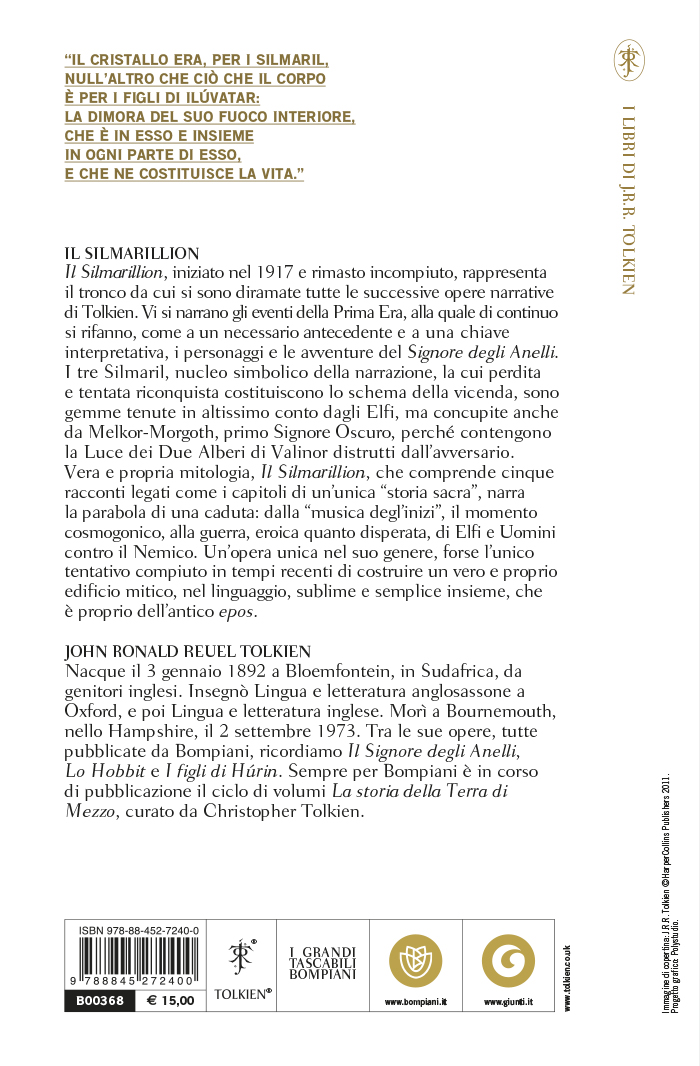 “IL CRISTALLO ERA, PER I SILMARIL,
NULL’ALTRO CHE CIÒ CHE IL CORPO
È PER I FIGLI DI ILÚVATAR:
LA DIMORA DEL SUO FUOCO INTERIORE,
CHE È IN ESSO E INSIEME
IN OGNI PARTE DI ESSO,
E CHE NE COSTITUISCE LA VITA.”
I LIBRI DI J.R.R. TOLKIEN
IL SILMARILLION
Il Silmarillion, iniziato nel 1917 e rimasto incompiuto, rappresenta
il tronco da cui si sono diramate tutte le successive opere narrative
di Tolkien. Vi si narrano gli eventi della Prima Era, alla quale di continuo
si rifanno, come a un necessario antecedente e a una chiave
interpretativa, i personaggi e le avventure del Signore degli Anelli.
I tre Silmaril, nucleo simbolico della narrazione, la cui perdita
e tentata riconquista costituiscono lo schema della vicenda, sono
gemme tenute in altissimo conto dagli Elfi, ma concupite anche
da Melkor-Morgoth, primo Signore Oscuro, perché contengono
la Luce dei Due Alberi di Valinor distrutti dall’avversario.
Vera e propria mitologia, Il Silmarillion, che comprende cinque
racconti legati come i capitoli di un’unica “storia sacra”, narra
la parabola di una caduta: dalla “musica degl’inizi”, il momento
cosmogonico, alla guerra, eroica quanto disperata, di Elfi e Uomini
contro il Nemico. Un’opera unica nel suo genere, forse l’unico
tentativo compiuto in tempi recenti di costruire un vero e proprio
edificio mitico, nel linguaggio, sublime e semplice insieme, che
è proprio dell’antico epos.
JOHN RONALD REUEL TOLKIEN
Nacque il 3 gennaio 1892 a Bloemfontein, in Sudafrica, da
genitori inglesi. Insegnò Lingua e letteratura anglosassone a
Oxford, e poi Lingua e letteratura inglese. Morì a Bournemouth,
nello Hampshire, il 2 settembre 1973. Tra le sue opere, tutte
pubblicate da Bompiani, ricordiamo Il Signore degli Anelli,
Lo Hobbit e I figli di Húrin. Sempre per Bompiani è in corso
di pubblicazione il ciclo di volumi La storia della Terra di
Mezzo, curato da Christopher Tolkien.
ISBN 978-88-452-7240-0
9 788845 272400
B00368
€ 15,00
®
TOLKIEN®
I GRANDI
TASCABILI
BOMPIANI
www.bompiani.it
www.giunti.it
www.tolkien.co.uk
Immagine di copertina: J.R.R. Tolkien ©HarperCollins Publishers 2011.
Progetto grafico: Polystudio.